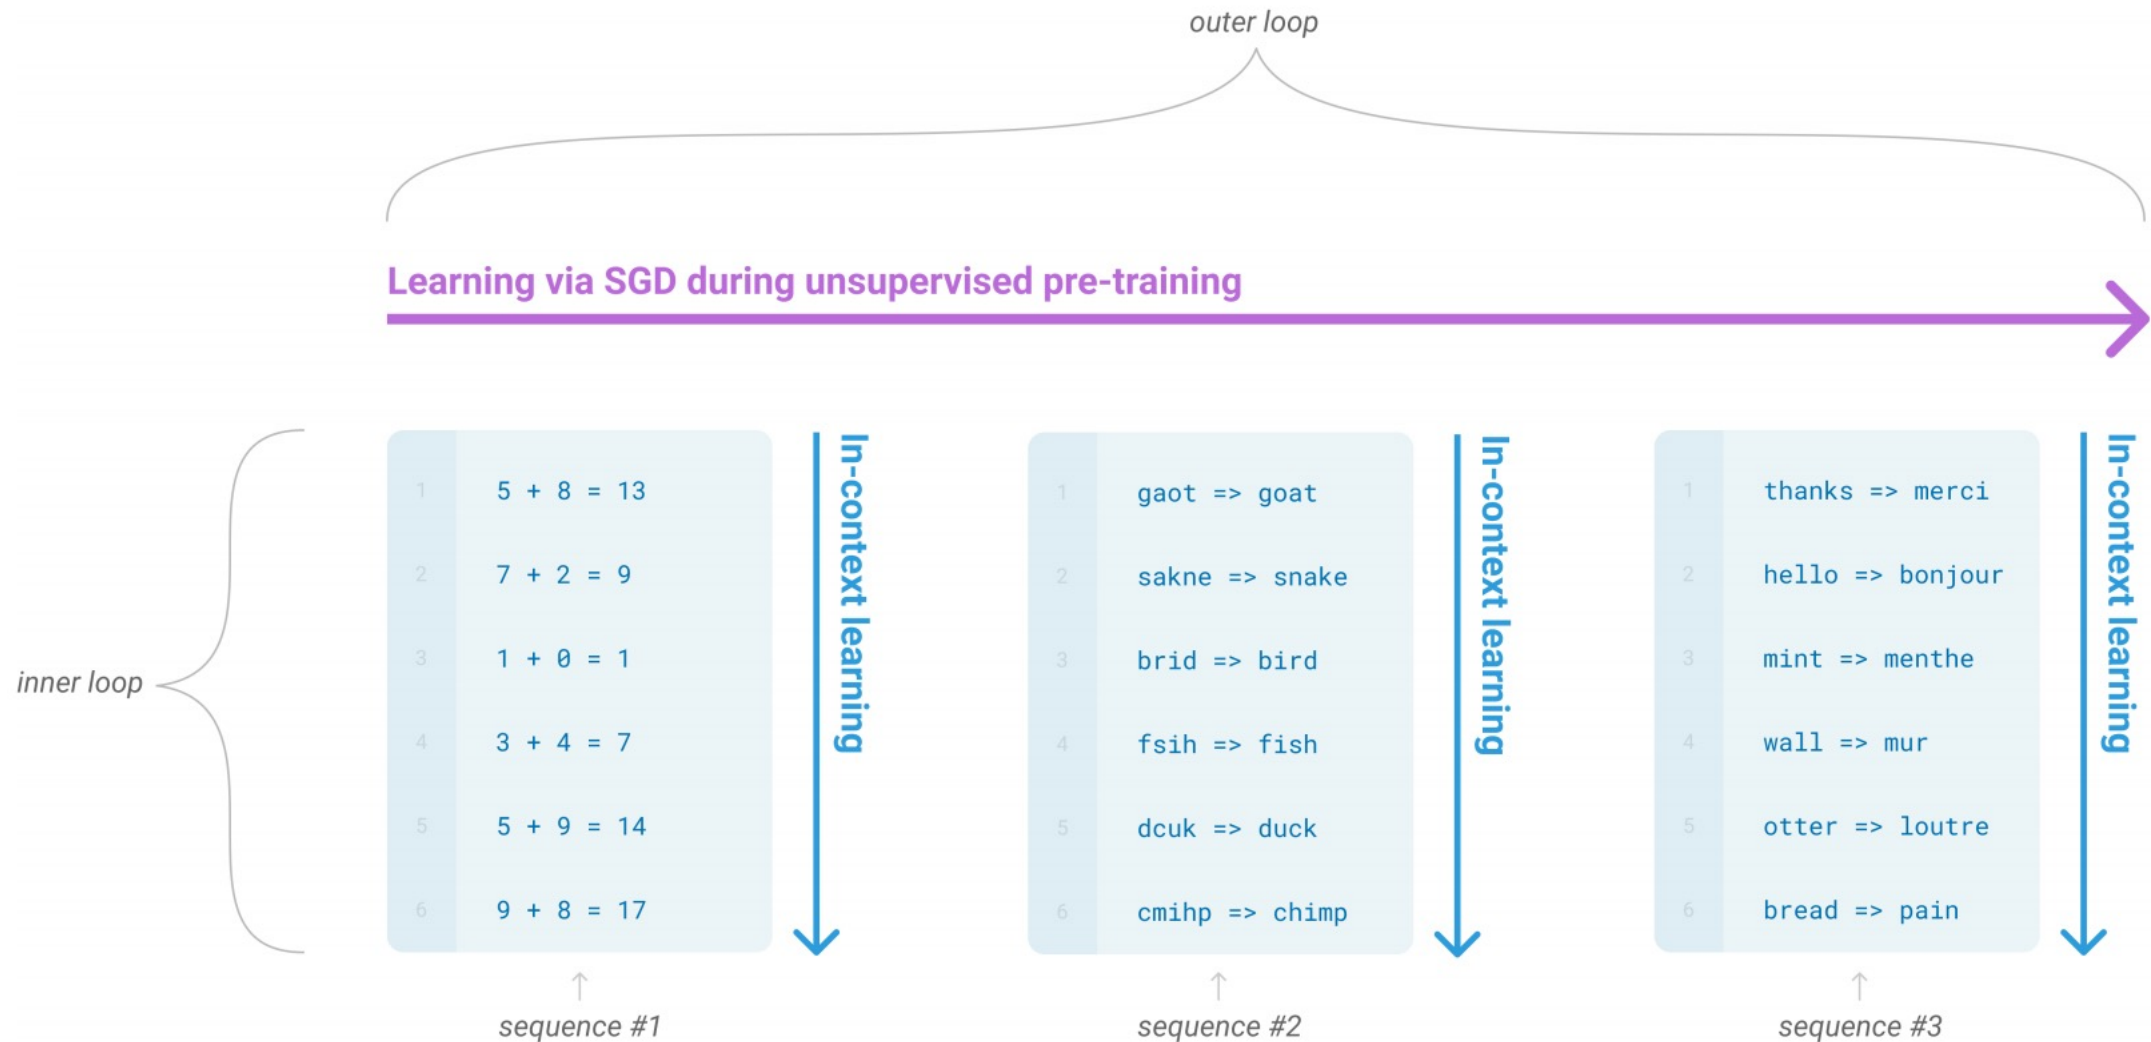 outer loop
Learning via SGD during unsupervised pre-training
inner loop
1 5 + 8 = 13
2 7 + 2 = 9
3 1 + 0 = 1
4 3 + 4 = 7
5 5 + 9 = 14
6 9 + 8 = 17
In-context learning
sequence #1
1 gaot => goat
2 sakne => snake
3 brid => bird
4 fsih => fish
5 dcuk => duck
6 cmihp => chimp
In-context learning
sequence #2
1 thanks => merci
2 hello => bonjour
3 mint => menthe
4 wall => mur
5 otter => loutre
6 bread => pain
In-context learning
sequence #3